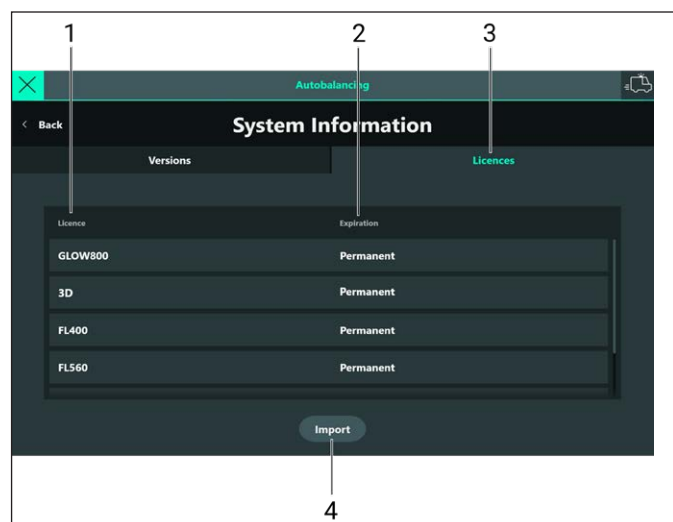 1 2 3
Autobalancing
Back System Information
Versions Licences
Licence Expiration
GLOW800 Permanent
3D Permanent
FL400 Permanent
FL560 Permanent
Import
4